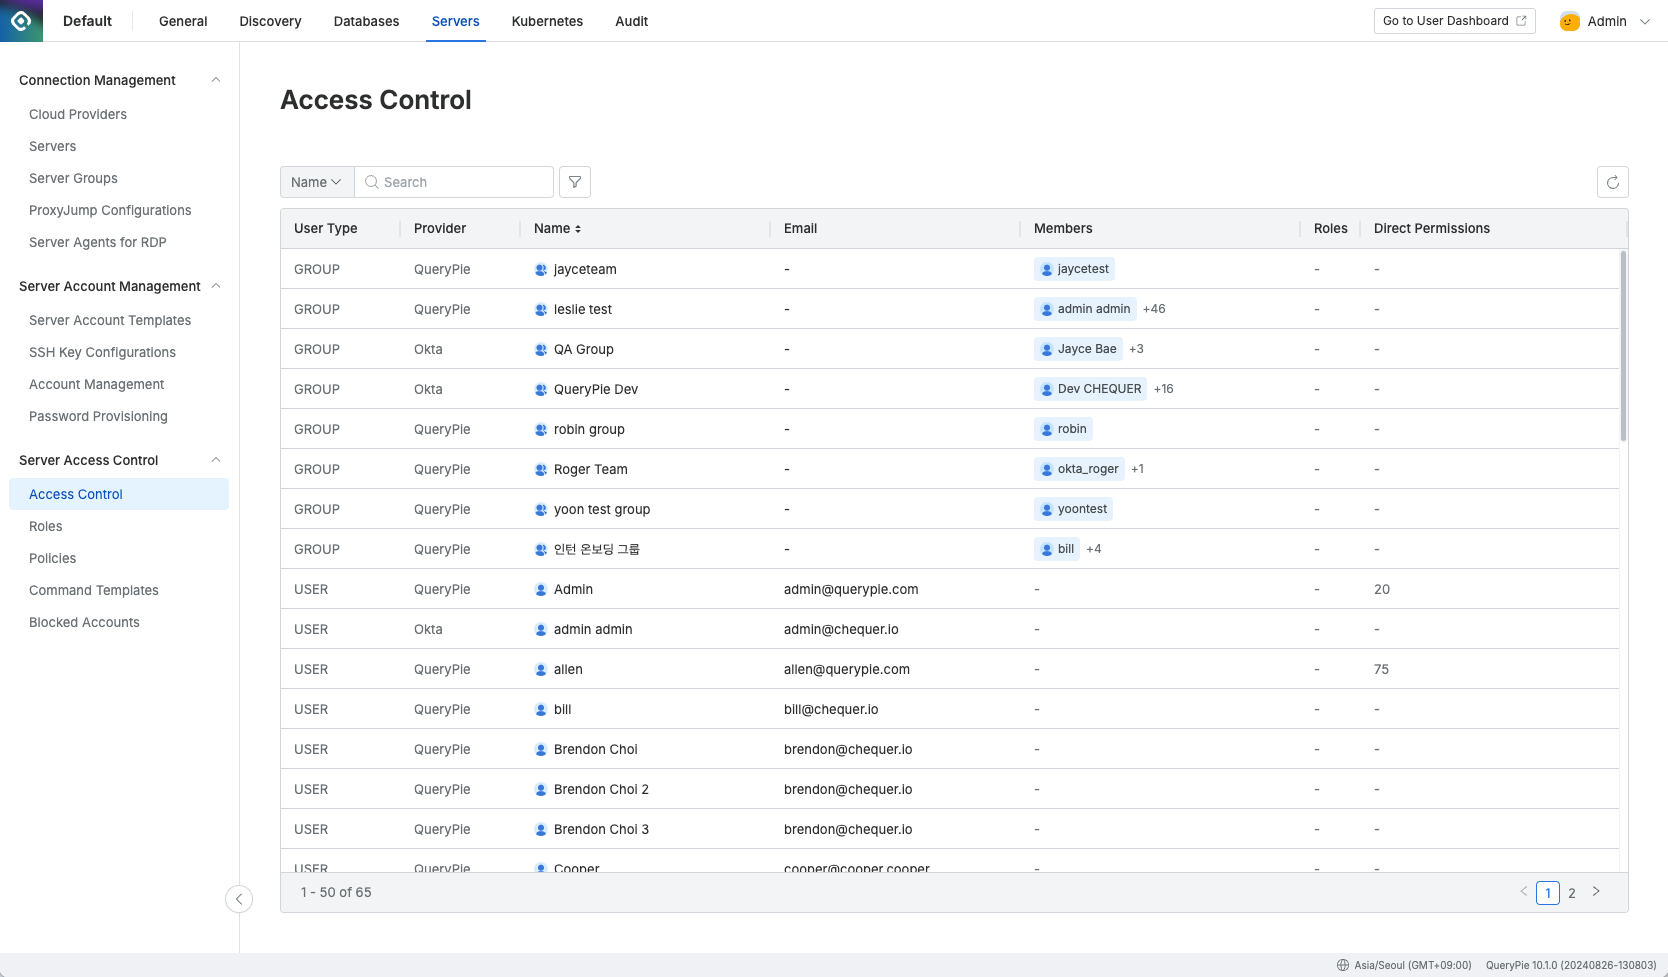 Default
General
Discovery
Databases
Servers
Kubernetes
Audit
Go to User Dashboard
Admin
Connection Management
Cloud Providers
Servers
Server Groups
ProxyJump Configurations
Server Agents for RDP
Server Account Management
Server Account Templates
SSH Key Configurations
Account Management
Password Provisioning
Server Access Control
Access Control
Roles
Policies
Command Templates
Blocked Accounts
Access Control
Name Search
User Type Provider Name Email Members Roles Direct Permissions
GROUP QueryPie jayceteam - jaycetest - -
GROUP QueryPie leslie test - admin admin +46 - -
GROUP Okta QA Group - Jayce Bae +3 - -
GROUP Okta QueryPie Dev - Dev CHEQUER +16 - -
GROUP QueryPie robin group - robin - -
GROUP QueryPie Roger Team - okta_roger +1 - -
GROUP QueryPie yoon test group - yoontest - -
GROUP QueryPie 인턴 온보딩 그룹 - bill +4 - -
USER QueryPie Admin admin@querypie.com - - 20
USER Okta admin admin admin@chequer.io - - -
USER QueryPie allen allen@querypie.com - - 75
USER QueryPie bill bill@chequer.io - - -
USER QueryPie Brendon Choi brendon@chequer.io - - -
USER QueryPie Brendon Choi 2 brendon@chequer.io - - -
USER QueryPie Brendon Choi 3 brendon@chequer.io - - -
USER QueryPie Cooper cooper@cooper.cooper - - -
1 - 50 of 65
1 2
Asia/Seoul (GMT+09:00) QueryPie 10.1.0 (20240826-130803)